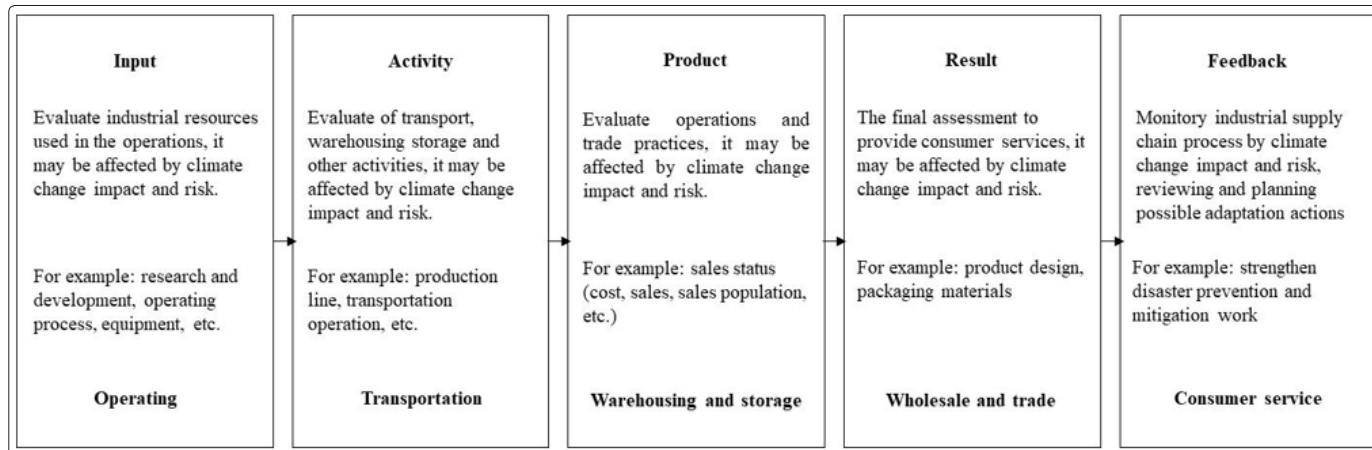 Input
Evaluate industrial resources
used in the operations, it
may be affected by climate
change impact and risk.
For example: research and
development, operating
process, equipment, etc.
Operating
Activity
Evaluate of transport,
warehousing storage and
other activities, it may be
affected by climate change
impact and risk.
For example: production
line, transportation
operation, etc.
Transportation
Product
Evaluate operations and
trade practices, it may be
affected by climate change
impact and risk.
For example: sales status
(cost, sales, sales population,
etc.)
Warehousing and storage
Result
The final assessment to
provide consumer services, it
may be affected by climate
change impact and risk.
For example: product design,
packaging materials
Wholesale and trade
Feedback
Monitory industrial supply
chain process by climate
change impact and risk,
reviewing and planning
possible adaptation actions
For example: strengthen
disaster prevention and
mitigation work
Consumer service